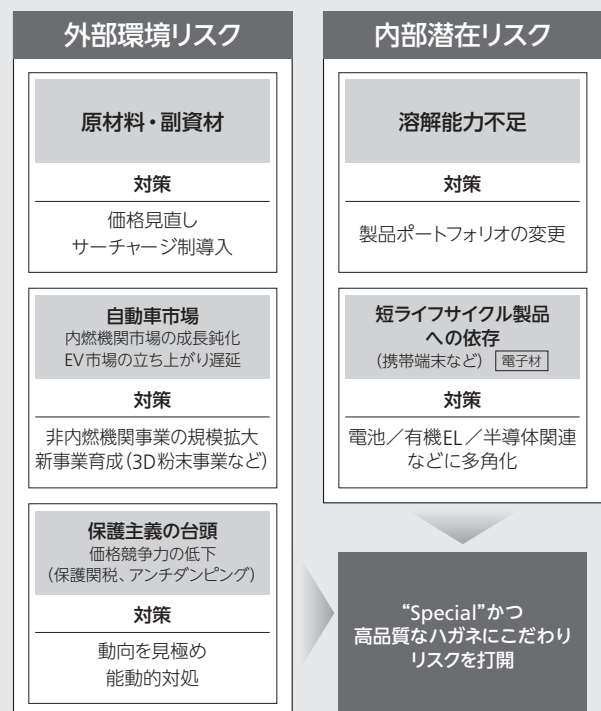 外部環境リスク
原材料・副資材
対策
価格見直し
サーチャージ制導入
自動車市場
内燃機関市場の成長鈍化
EV市場の立ち上がり遅延
対策
非内燃機関事業の規模拡大
新事業育成(3D粉末事業など)
保護主義の台頭
価格競争力の低下
(保護関税、アンチダンピング)
対策
動向を見極め
能動的対処
内部潜在リスク
溶解能力不足
対策
製品ポートフォリオの変更
短ライフサイクル製品
への依存
(携帯端末など) 電子材
対策
電池/有機EL/半導体関連
などに多角化
“Special”かつ
高品質なハガネにこだわり
リスクを打開